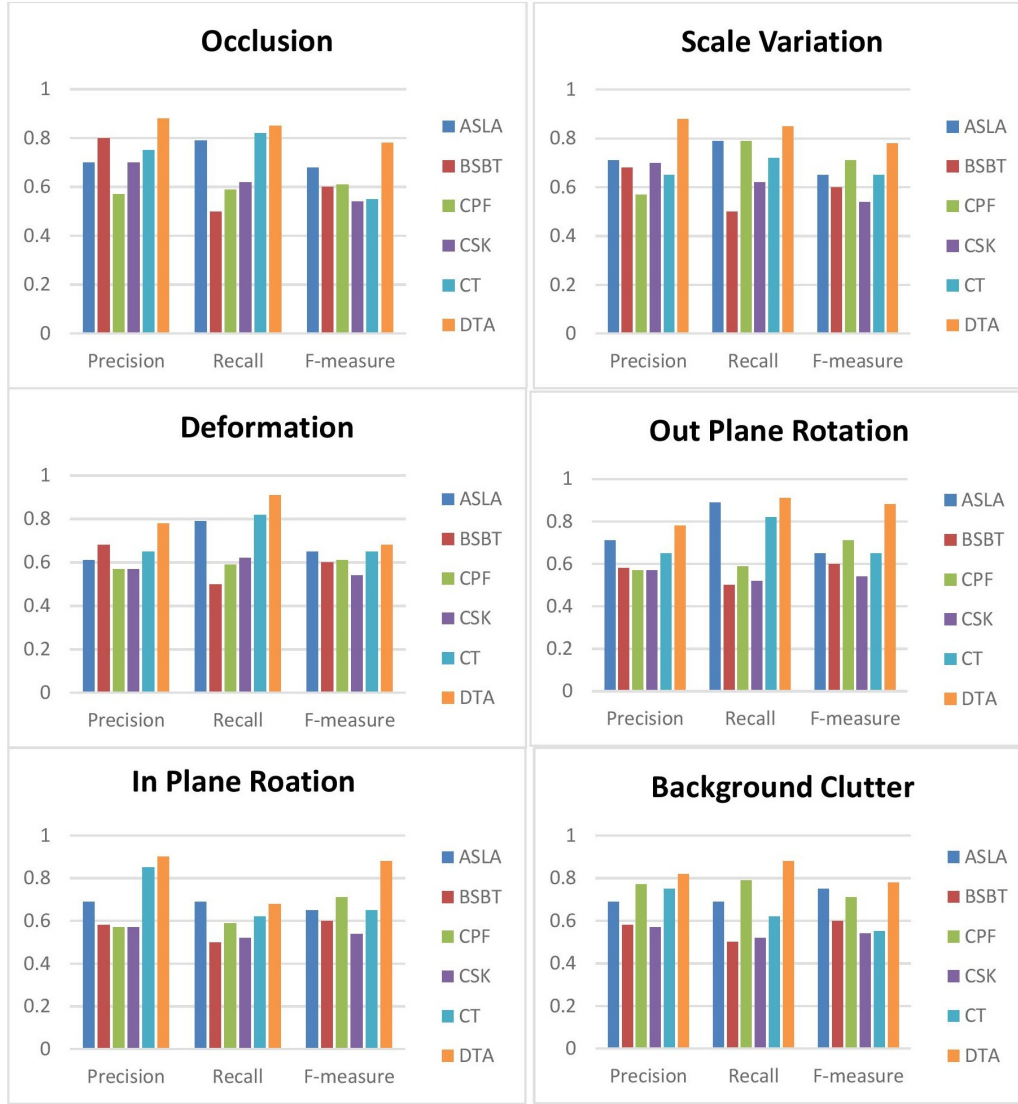 Occlusion
1
0.8
0.6
0.4
0.2
0
Precision Recall F-measure
ASLA
BSBT
CPF
CSK
CT
DTA
Scale Variation
1
0.8
0.6
0.4
0.2
0
Precision Recall F-measure
ASLA
BSBT
CPF
CSK
CT
DTA
Deformation
1
0.8
0.6
0.4
0.2
0
Precision Recall F-measure
ASLA
BSBT
CPF
CSK
CT
DTA
Out Plane Rotation
1
0.8
0.6
0.4
0.2
0
Precision Recall F-measure
ASLA
BSBT
CPF
CSK
CT
DTA
In Plane Roation
1
0.8
0.6
0.4
0.2
0
Precision Recall F-measure
ASLA
BSBT
CPF
CSK
CT
DTA
Background Clutter
1
0.8
0.6
0.4
0.2
0
Precision Recall F-measure
ASLA
BSBT
CPF
CSK
CT
DTA